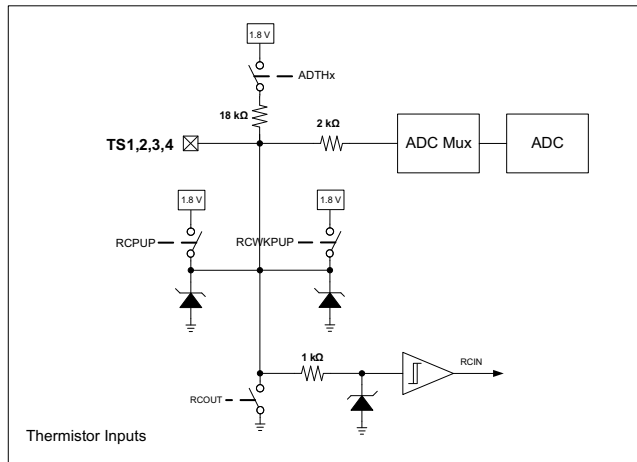 1.8 V
ADTHx
18 kΩ
2 kΩ
TS1,2,3,4
ADC Mux
ADC
1.8 V
1.8 V
RCPUP
RCWKPUP
1 kΩ
RCIN
RCOUT
Thermistor Inputs